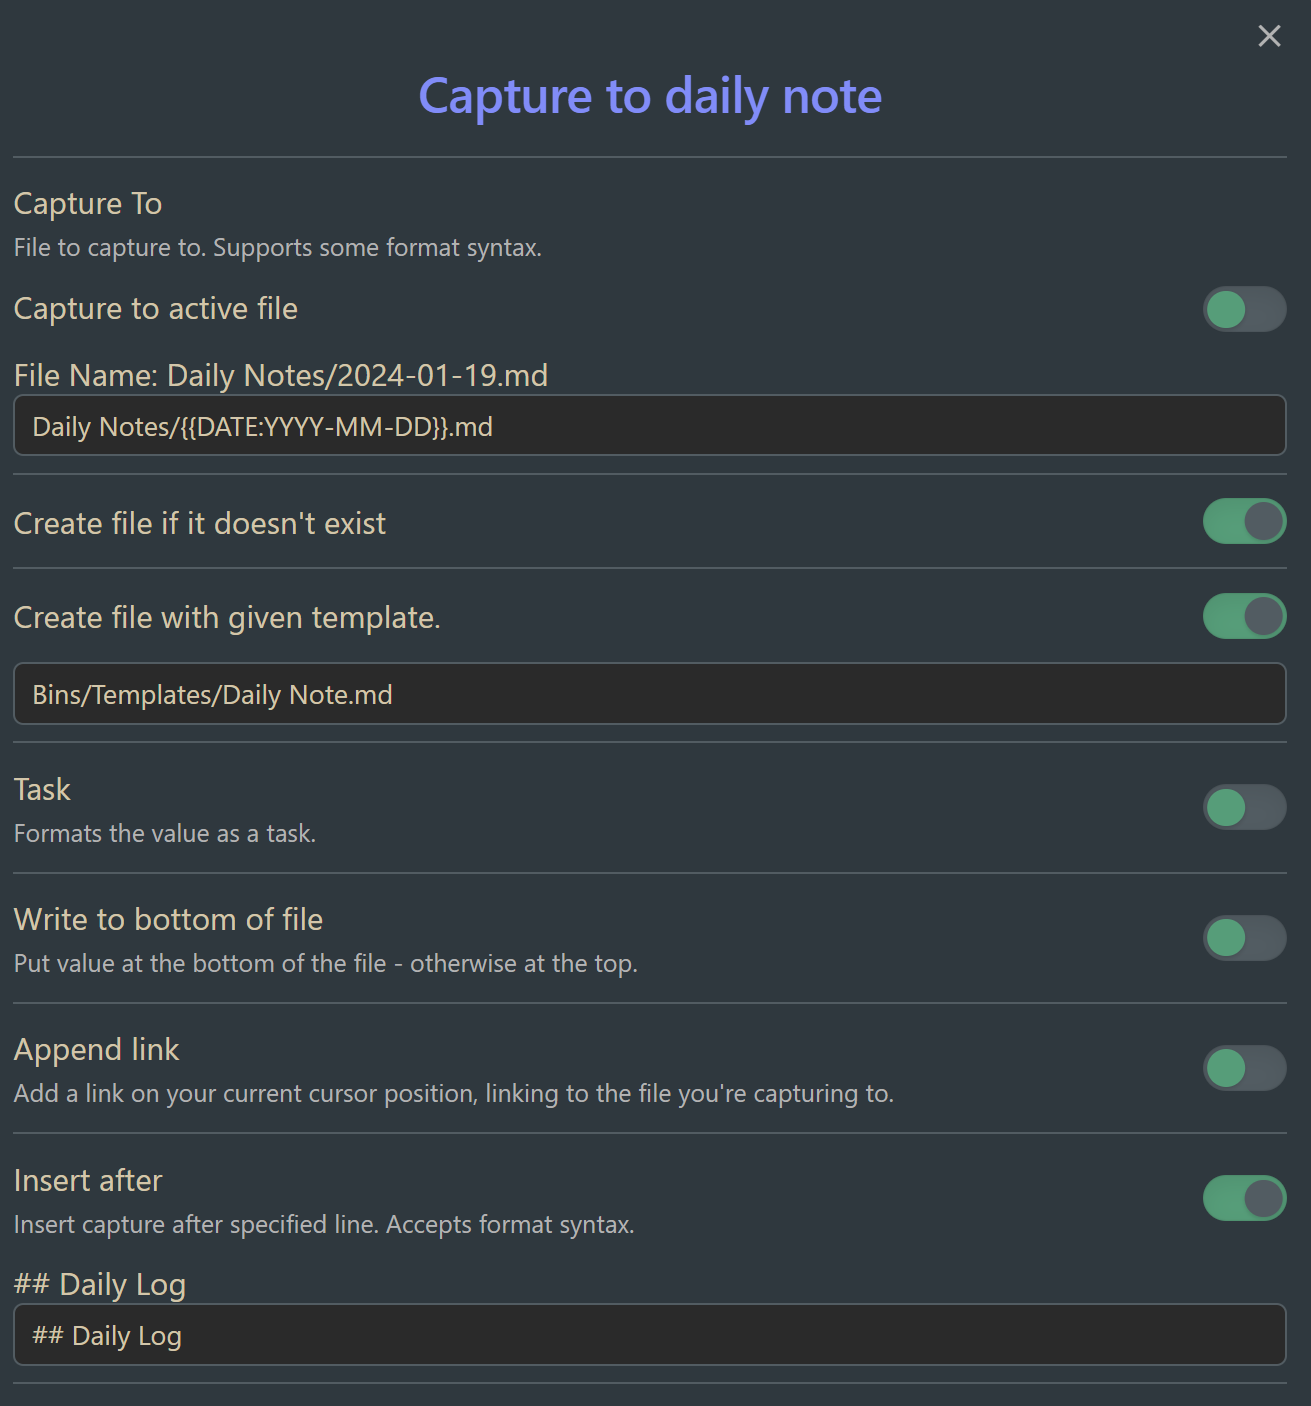 Capture to daily note
Capture To
File to capture to. Supports some format syntax.
Capture to active file
File Name: Daily Notes/2024-01-19.md
Daily Notes/{{DATE:YYYY-MM-DD}}.md
Create file if it doesn't exist
Create file with given template.
Bins/Templates/Daily Note.md
Task
Formats the value as a task.
Write to bottom of file
Put value at the bottom of the file - otherwise at the top.
Append link
Add a link on your current cursor position, linking to the file you're capturing to.
Insert after
Insert capture after specified line. Accepts format syntax.
## Daily Log
## Daily Log